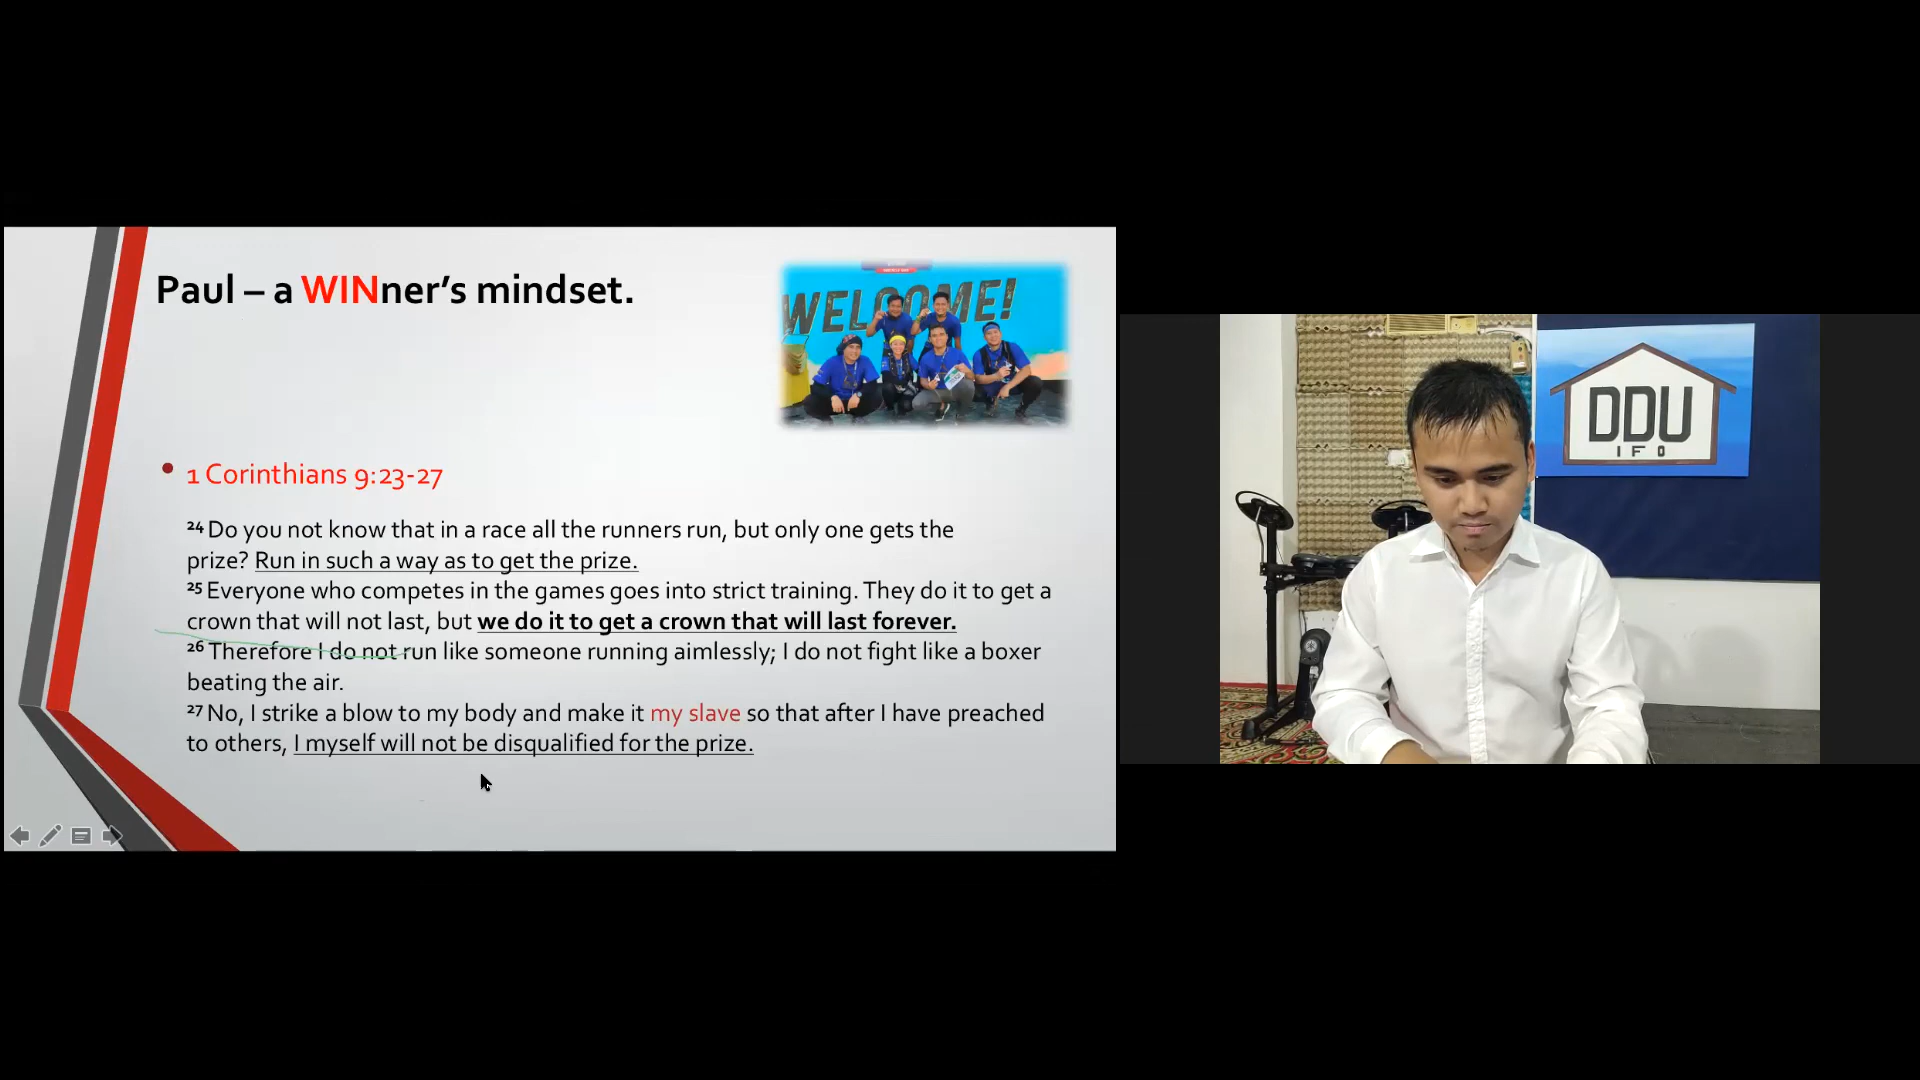 Paul – a WINner's mindset.
WELCOME!
• 1 Corinthians 9:23-27
24 Do you not know that in a race all the runners run, but only one gets the
prize? Run in such a way as to get the prize.
25 Everyone who competes in the games goes into strict training. They do it to get a
crown that will not last, but we do it to get a crown that will last forever.
26 Therefore I do not run like someone running aimlessly; I do not fight like a boxer
beating the air.
27 No, I strike a blow to my body and make it my slave so that after I have preached
to others, I myself will not be disqualified for the prize.
DDU
IFO